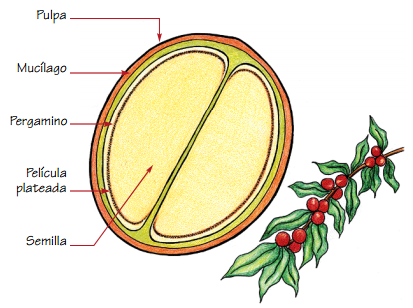 Pulpa
Mucílago
Pergamino
Película
plateada
Semilla